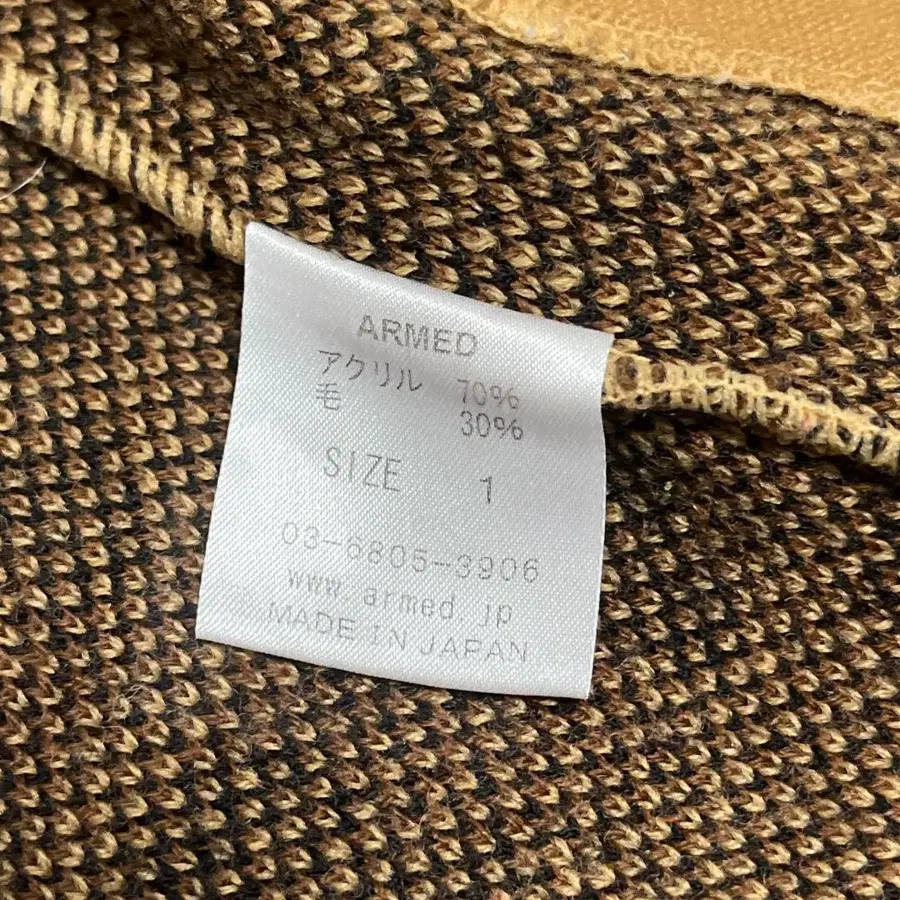 ARMED
アクリル 70%
毛 30%
SIZE 1
03-6805-3906
www.armed.jp
MADE IN JAPAN